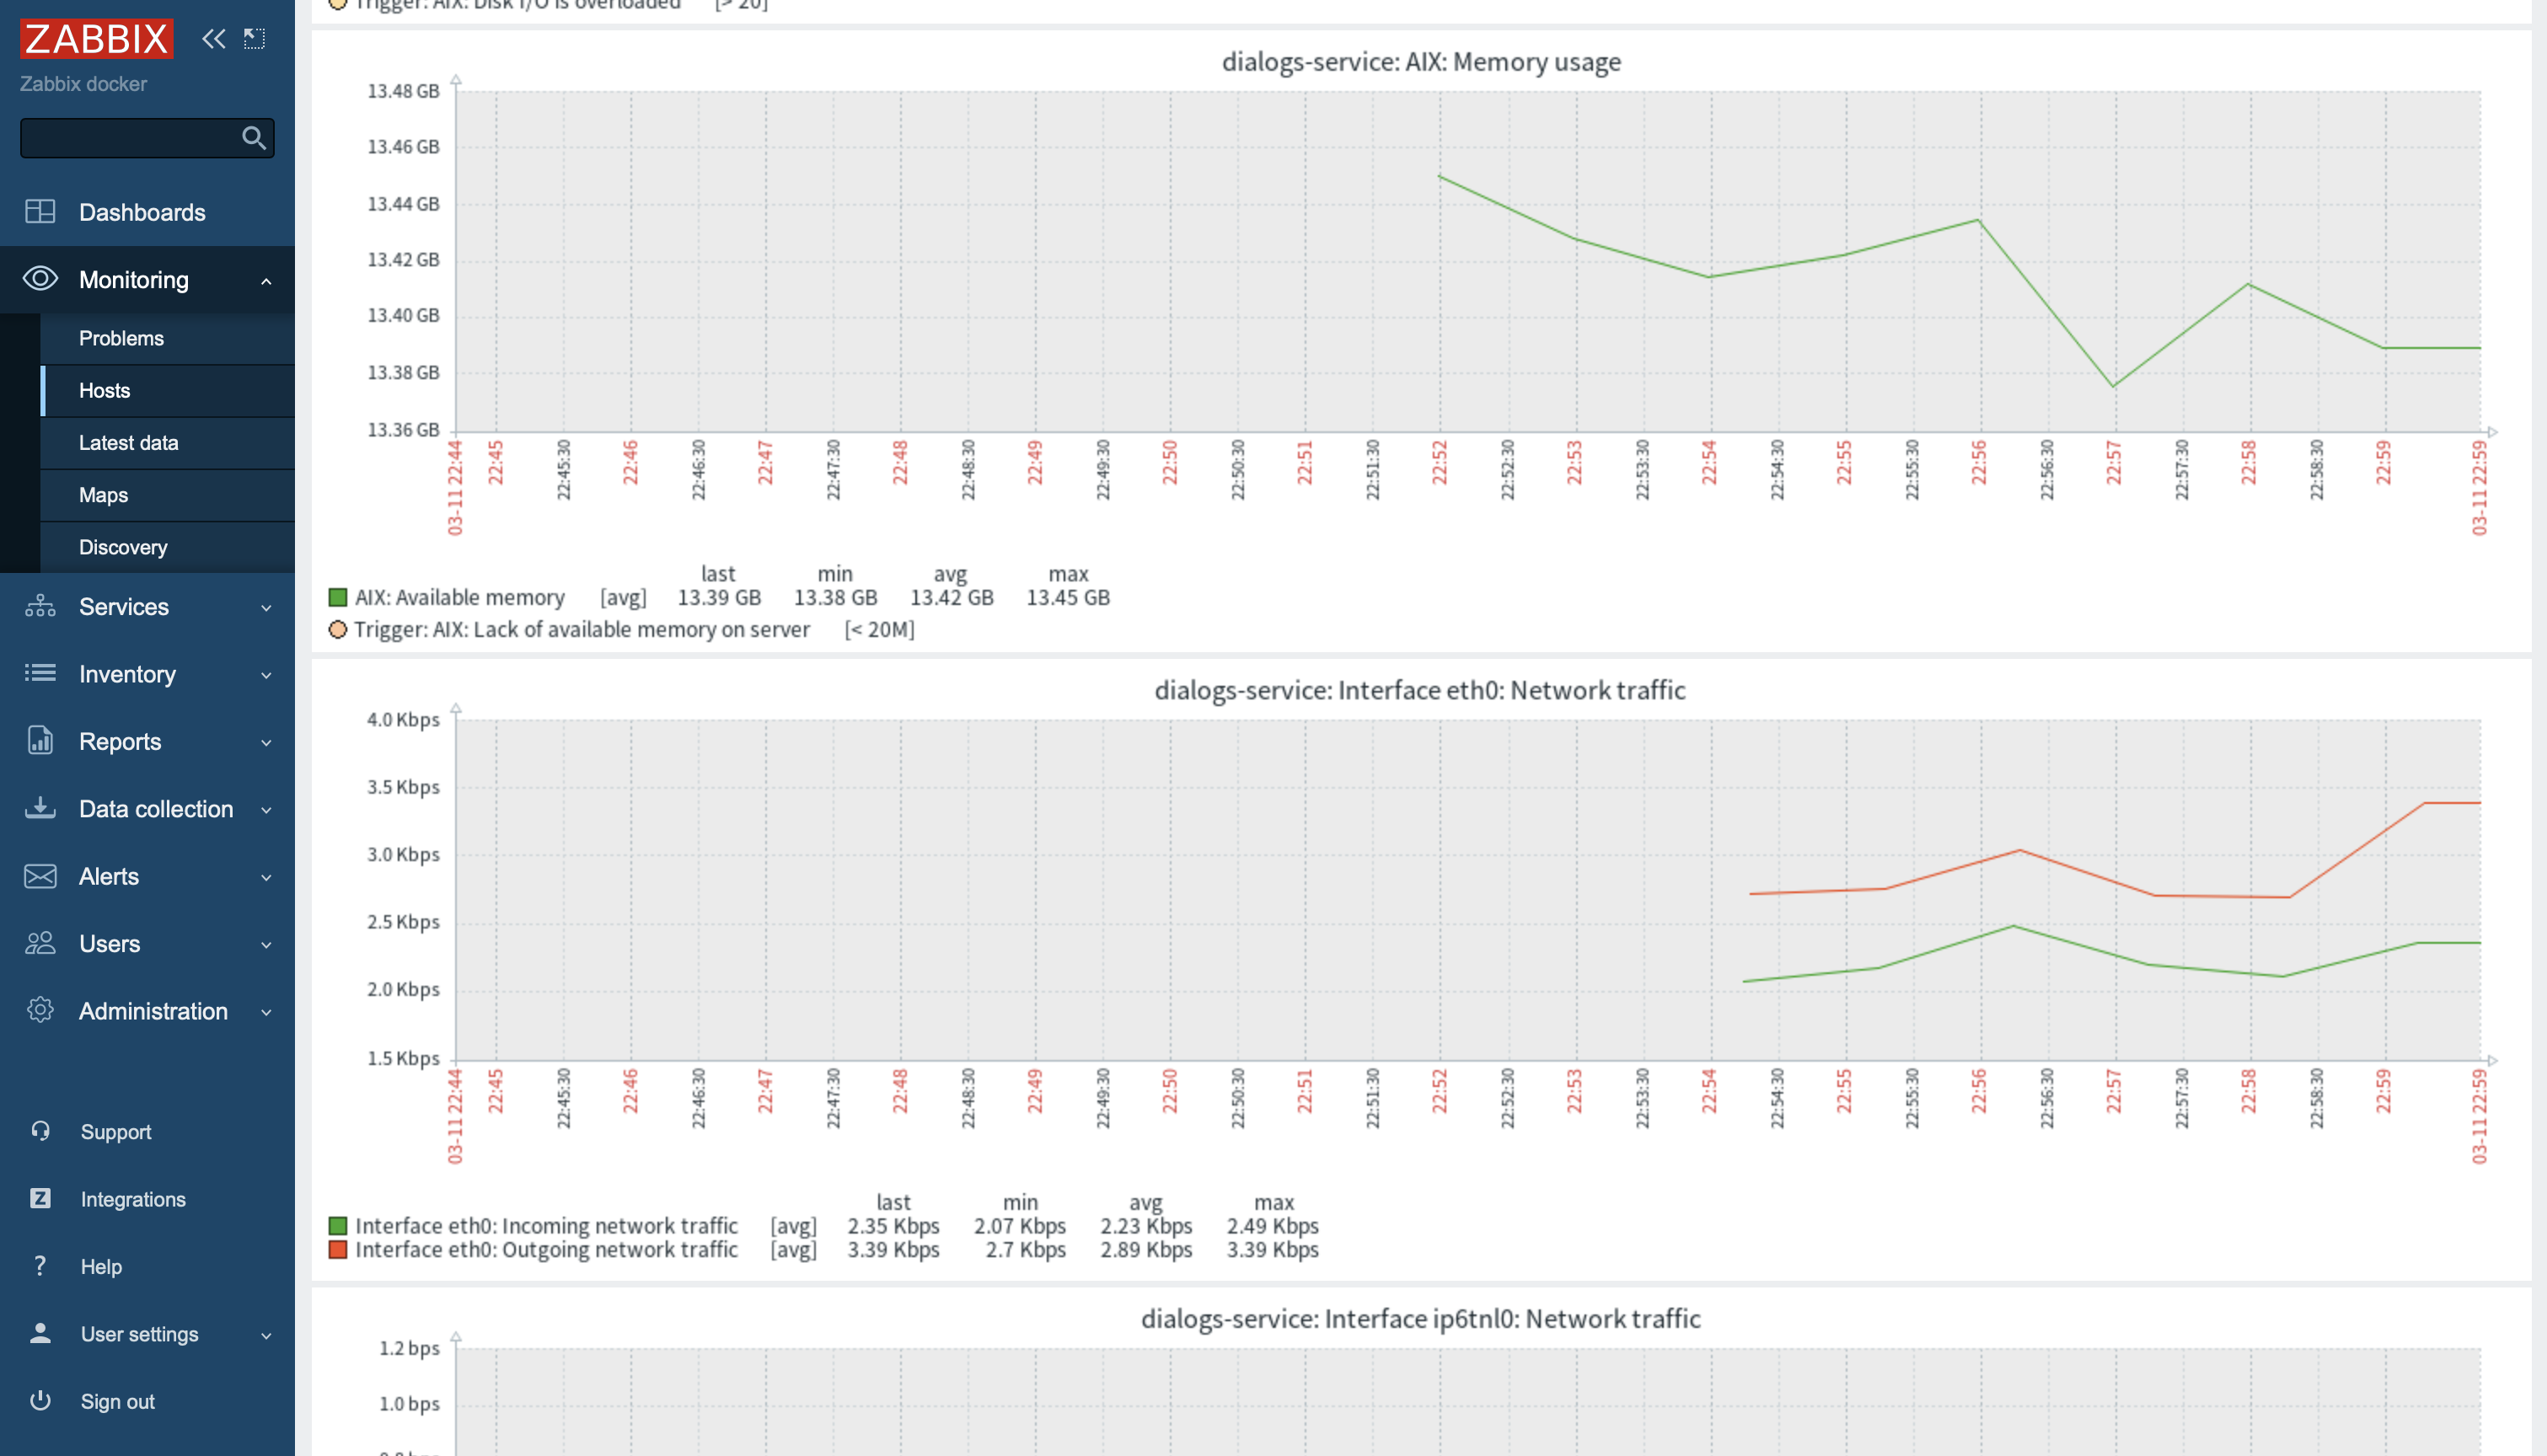 ZABBIX
Zabbix docker
Dashboards
Monitoring
Problems
Hosts
Latest data
Maps
Discovery
Services
Inventory
Reports
Data collection
Alerts
Users
Administration
Support
Integrations
Help
User settings
Sign out
Trigger: AIX: Disk I/O is overloaded [> 20]
dialogs-service: AIX: Memory usage
13.48 GB
13.46 GB
13.44 GB
13.42 GB
13.40 GB
13.38 GB
13.36 GB
03-11 22:44
22:45
22:45:30
22:46
22:46:30
22:47
22:47:30
22:48
22:48:30
22:49
22:49:30
22:50
22:50:30
22:51
22:51:30
22:52
22:52:30
22:53
22:53:30
22:54
22:54:30
22:55
22:55:30
22:56
22:56:30
22:57
22:57:30
22:58
22:58:30
22:59
03-11 22:59
last min avg max
AIX: Available memory [avg] 13.39 GB 13.38 GB 13.42 GB 13.45 GB
Trigger: AIX: Lack of available memory on server [< 20M]
dialogs-service: Interface eth0: Network traffic
4.0 Kbps
3.5 Kbps
3.0 Kbps
2.5 Kbps
2.0 Kbps
1.5 Kbps
03-11 22:44
22:45
22:45:30
22:46
22:46:30
22:47
22:47:30
22:48
22:48:30
22:49
22:49:30
22:50
22:50:30
22:51
22:51:30
22:52
22:52:30
22:53
22:53:30
22:54
22:54:30
22:55
22:55:30
22:56
22:56:30
22:57
22:57:30
22:58
22:58:30
22:59
03-11 22:59
last min avg max
Interface eth0: Incoming network traffic [avg] 2.35 Kbps 2.07 Kbps 2.23 Kbps 2.49 Kbps
Interface eth0: Outgoing network traffic [avg] 3.39 Kbps 2.7 Kbps 2.89 Kbps 3.39 Kbps
dialogs-service: Interface ip6tnl0: Network traffic
1.2 bps
1.0 bps